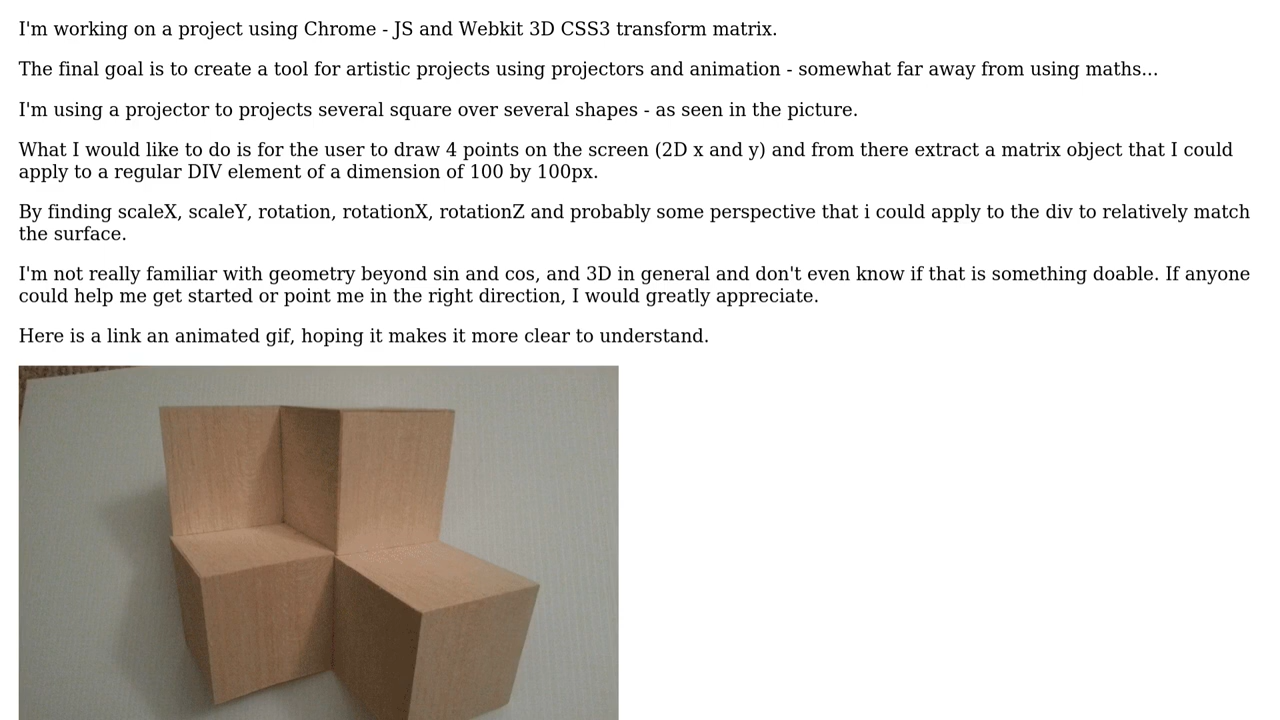 I'm working on a project using Chrome - JS and Webkit 3D CSS3 transform matrix.
The final goal is to create a tool for artistic projects using projectors and animation - somewhat far away from using maths...
I'm using a projector to projects several square over several shapes - as seen in the picture.
What I would like to do is for the user to draw 4 points on the screen (2D x and y) and from there extract a matrix object that I could
apply to a regular DIV element of a dimension of 100 by 100px.
By finding scaleX, scaleY, rotation, rotationX, rotationZ and probably some perspective that i could apply to the div to relatively match
the surface.
I'm not really familiar with geometry beyond sin and cos, and 3D in general and don't even know if that is something doable. If anyone
could help me get started or point me in the right direction, I would greatly appreciate.
Here is a link an animated gif, hoping it makes it more clear to understand.